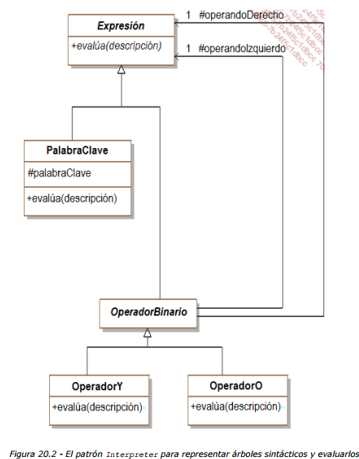 Expresión
1 #operandoDerecho
+evalúa(descripción)
1 #operandoIzquierdo
PalabraClave
#palabraClave
+evalúa(descripción)
OperadorBinario
OperadorY
+evalúa(descripción)
OperadorO
+evalúa(descripción)
Figura 20.2 - El patrón Interpreter para representar árboles sintácticos y evaluarlos